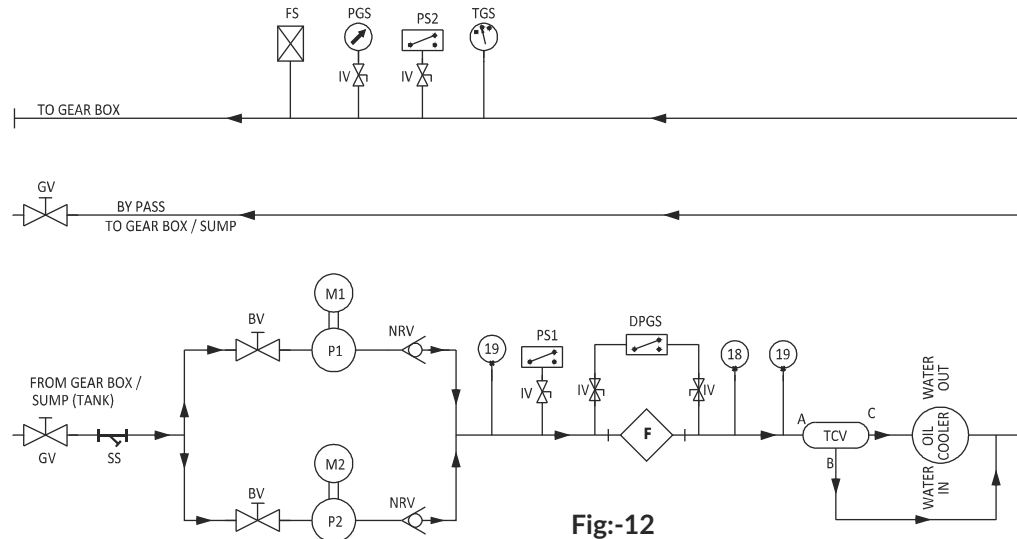 FS
PGS
PS2
TGS
IV
IV
TO GEAR BOX
GV
BY PASS
TO GEAR BOX / SUMP
M1
BV
NRV
P1
19
PS1
IV
DPGS
IV
IV
18
19
FROM GEAR BOX /
SUMP (TANK)
GV
SS
F
A
TCV
C
B
OIL
COOLER
WATER
OUT
WATER
IN
M2
BV
NRV
P2
Fig:-12